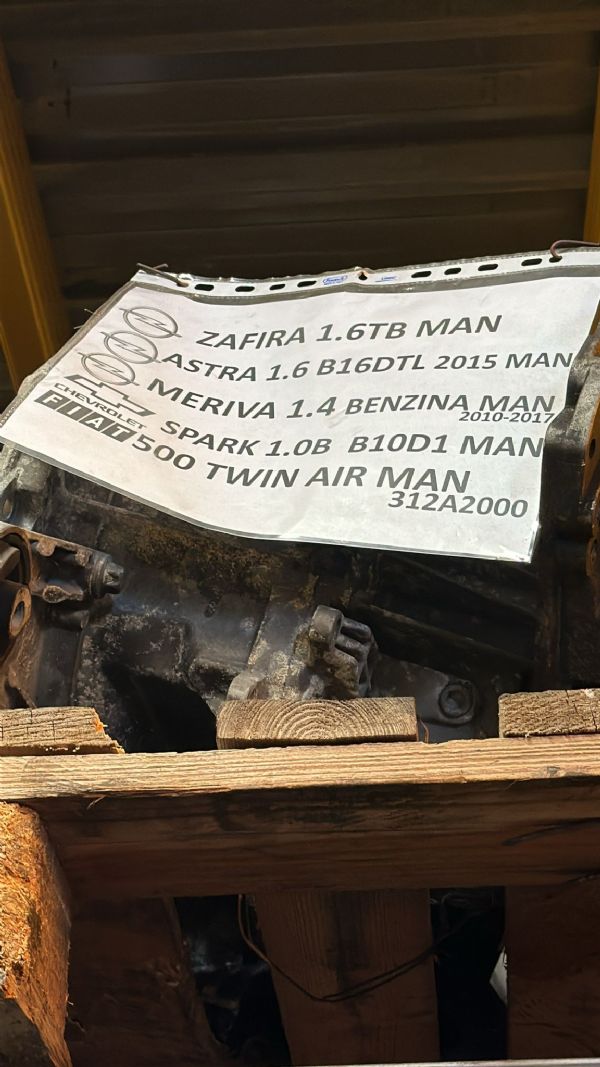 ZAFIRA 1.6TB MAN
ASTRA 1.6 B16DTL 2015 MAN
MERIVA 1.4 BENZINA MAN
2010-2017
CHEVROLET
SPARK 1.0B B10D1 MAN
FIAT 500 TWIN AIR MAN
312A2000